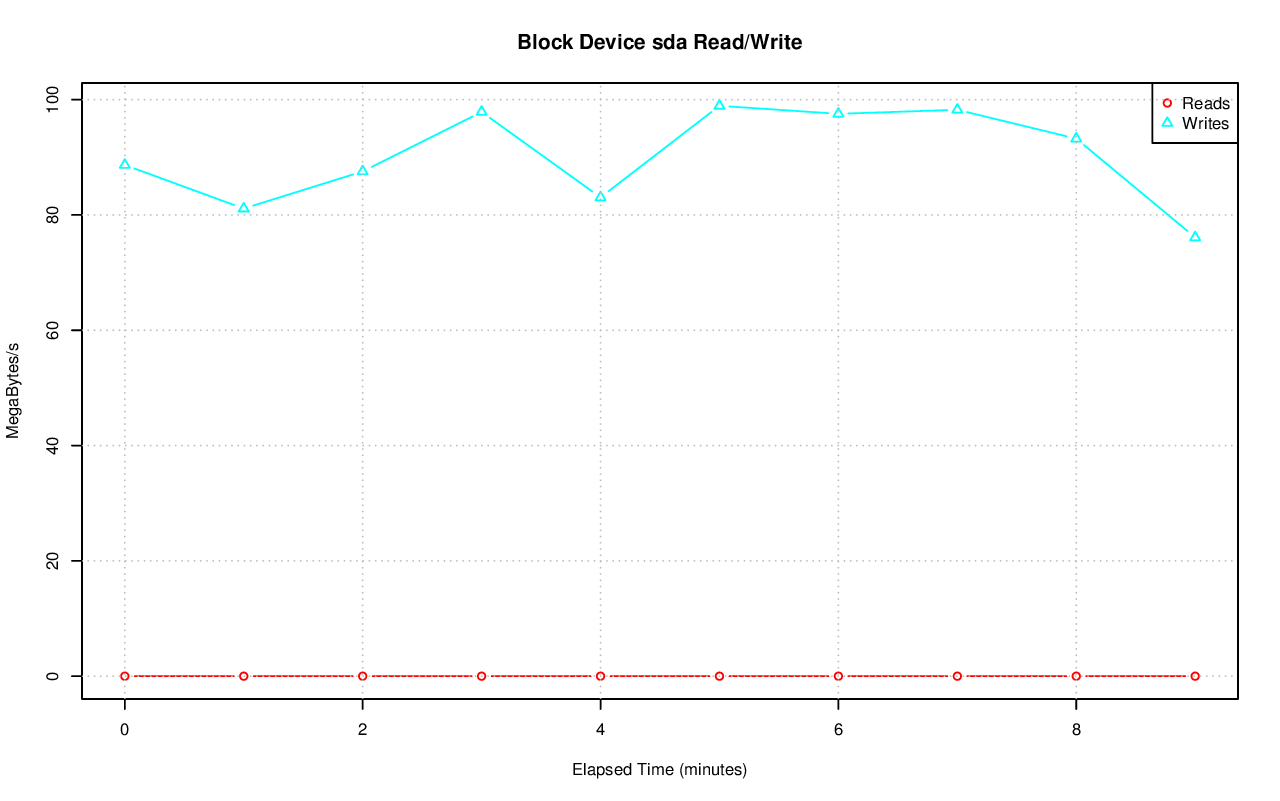 Block Device sda Read/Write
Reads
Writes
MegaBytes/s
100
80
60
40
20
0
0 2 4 6 8
Elapsed Time (minutes)